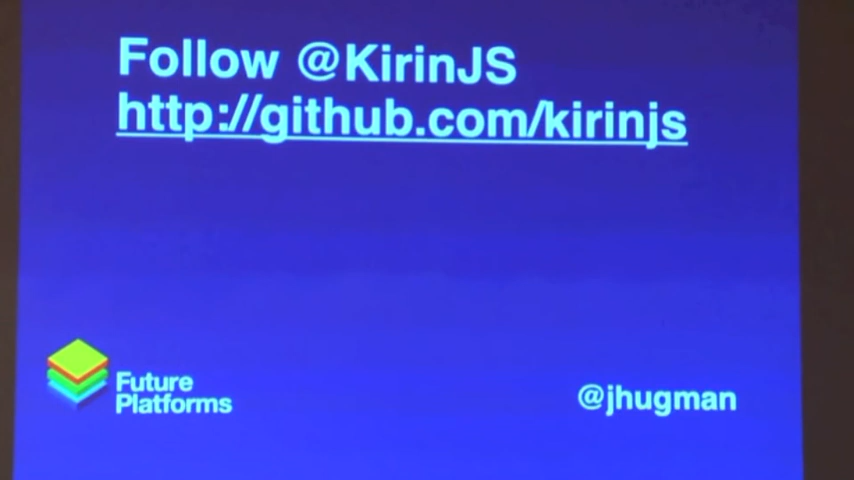 Follow @KirinJS
http://github.com/kirinjs
Future
Platforms
@jhugman